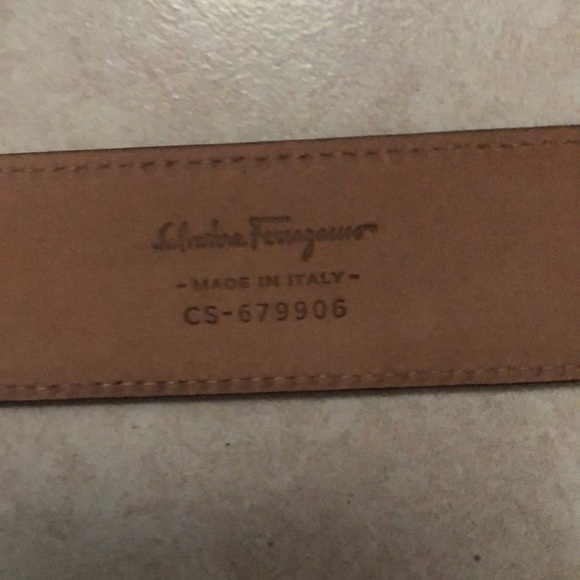 Salvatore Ferragamo
- MADE IN ITALY -
CS-679906